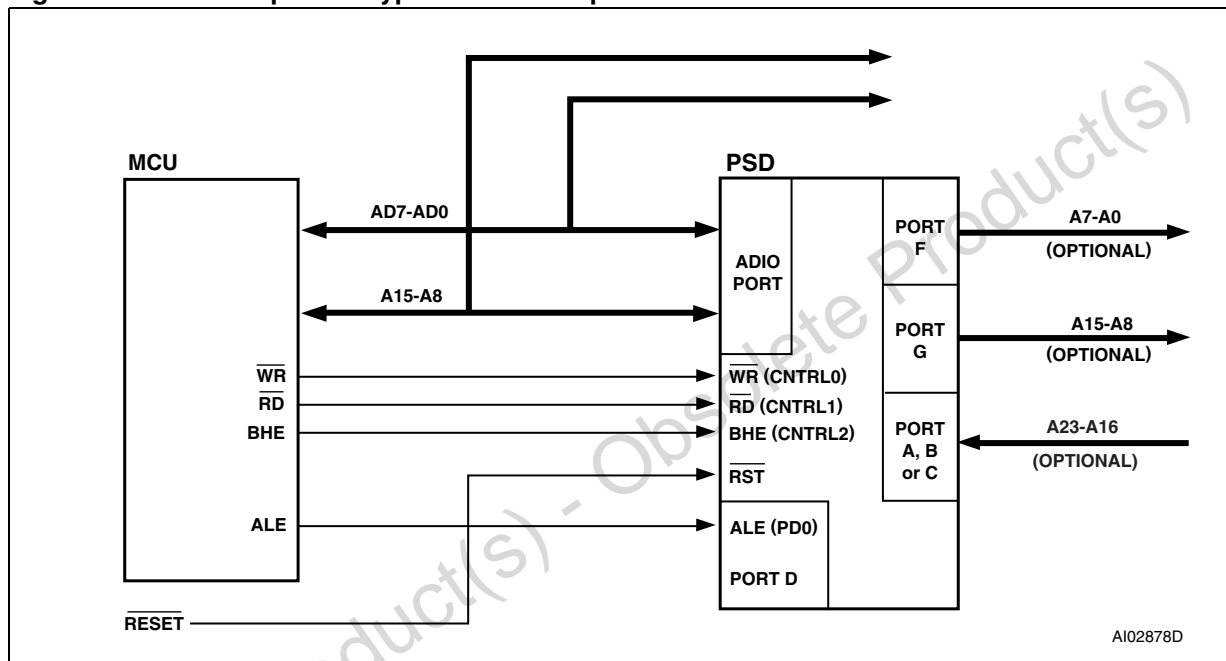 MCU
PSD
AD7-AD0
A15-A8
ADIO
PORT
PORT
F
A7-A0
(OPTIONAL)
PORT
G
A15-A8
(OPTIONAL)
PORT
A, B
or C
A23-A16
(OPTIONAL)
WR
RD
BHE
ALE
WR (CNTRL0)
RD (CNTRL1)
BHE (CNTRL2)
RST
ALE (PD0)
PORT D
RESET
AI02878D
oduct(s) - Obsolete Product(s)